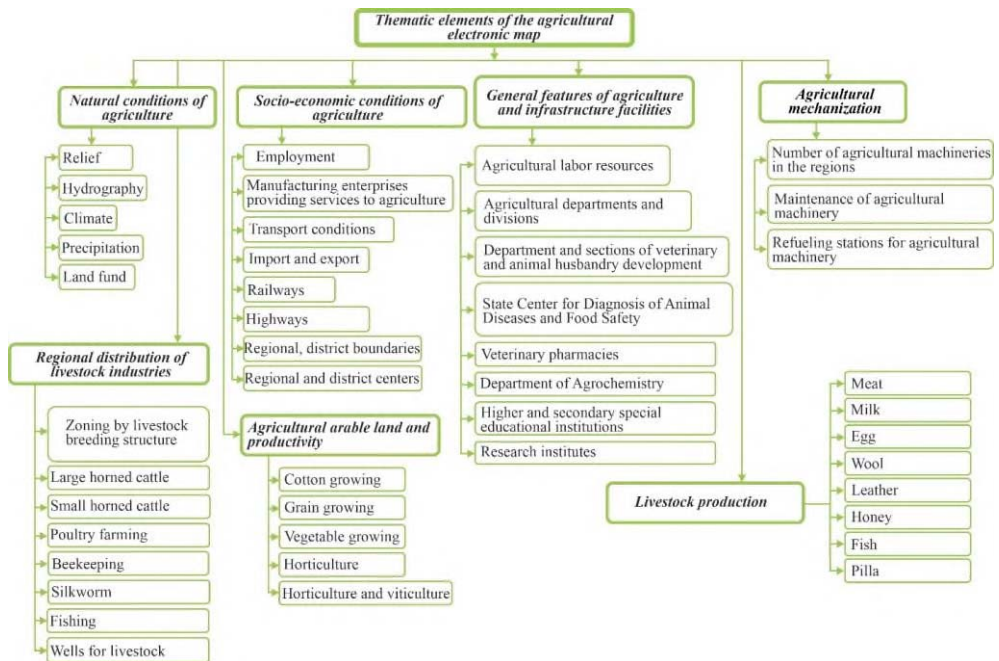 Thematic elements of the agricultural
electronic map
Natural conditions of
agriculture
Relief
Hydrography
Climate
Precipitation
Land fund
Socio-economic conditions of
agriculture
Employment
Manufacturing enterprises
providing services to agriculture
Transport conditions
Import and export
Railways
Highways
Regional, district boundaries
Regional and district centers
General features of agriculture
and infrastructure facilities
Agricultural labor resources
Agricultural departments and
divisions
Department and sections of veterinary
and animal husbandry development
State Center for Diagnosis of Animal
Diseases and Food Safety
Veterinary pharmacies
Department of Agrochemistry
Higher and secondary special
educational institutions
Research institutes
Agricultural
mechanization
Number of agricultural machineries
in the regions
Maintenance of agricultural
machinery
Refueling stations for agricultural
machinery
Regional distribution of
livestock industries
Zoning by livestock
breeding structure
Large horned cattle
Small horned cattle
Poultry farming
Beekeeping
Silkworm
Fishing
Wells for livestock
Agricultural arable land and
productivity
Cotton growing
Grain growing
Vegetable growing
Horticulture
Horticulture and viticulture
Livestock production
Meat
Milk
Egg
Wool
Leather
Honey
Fish
Pilla